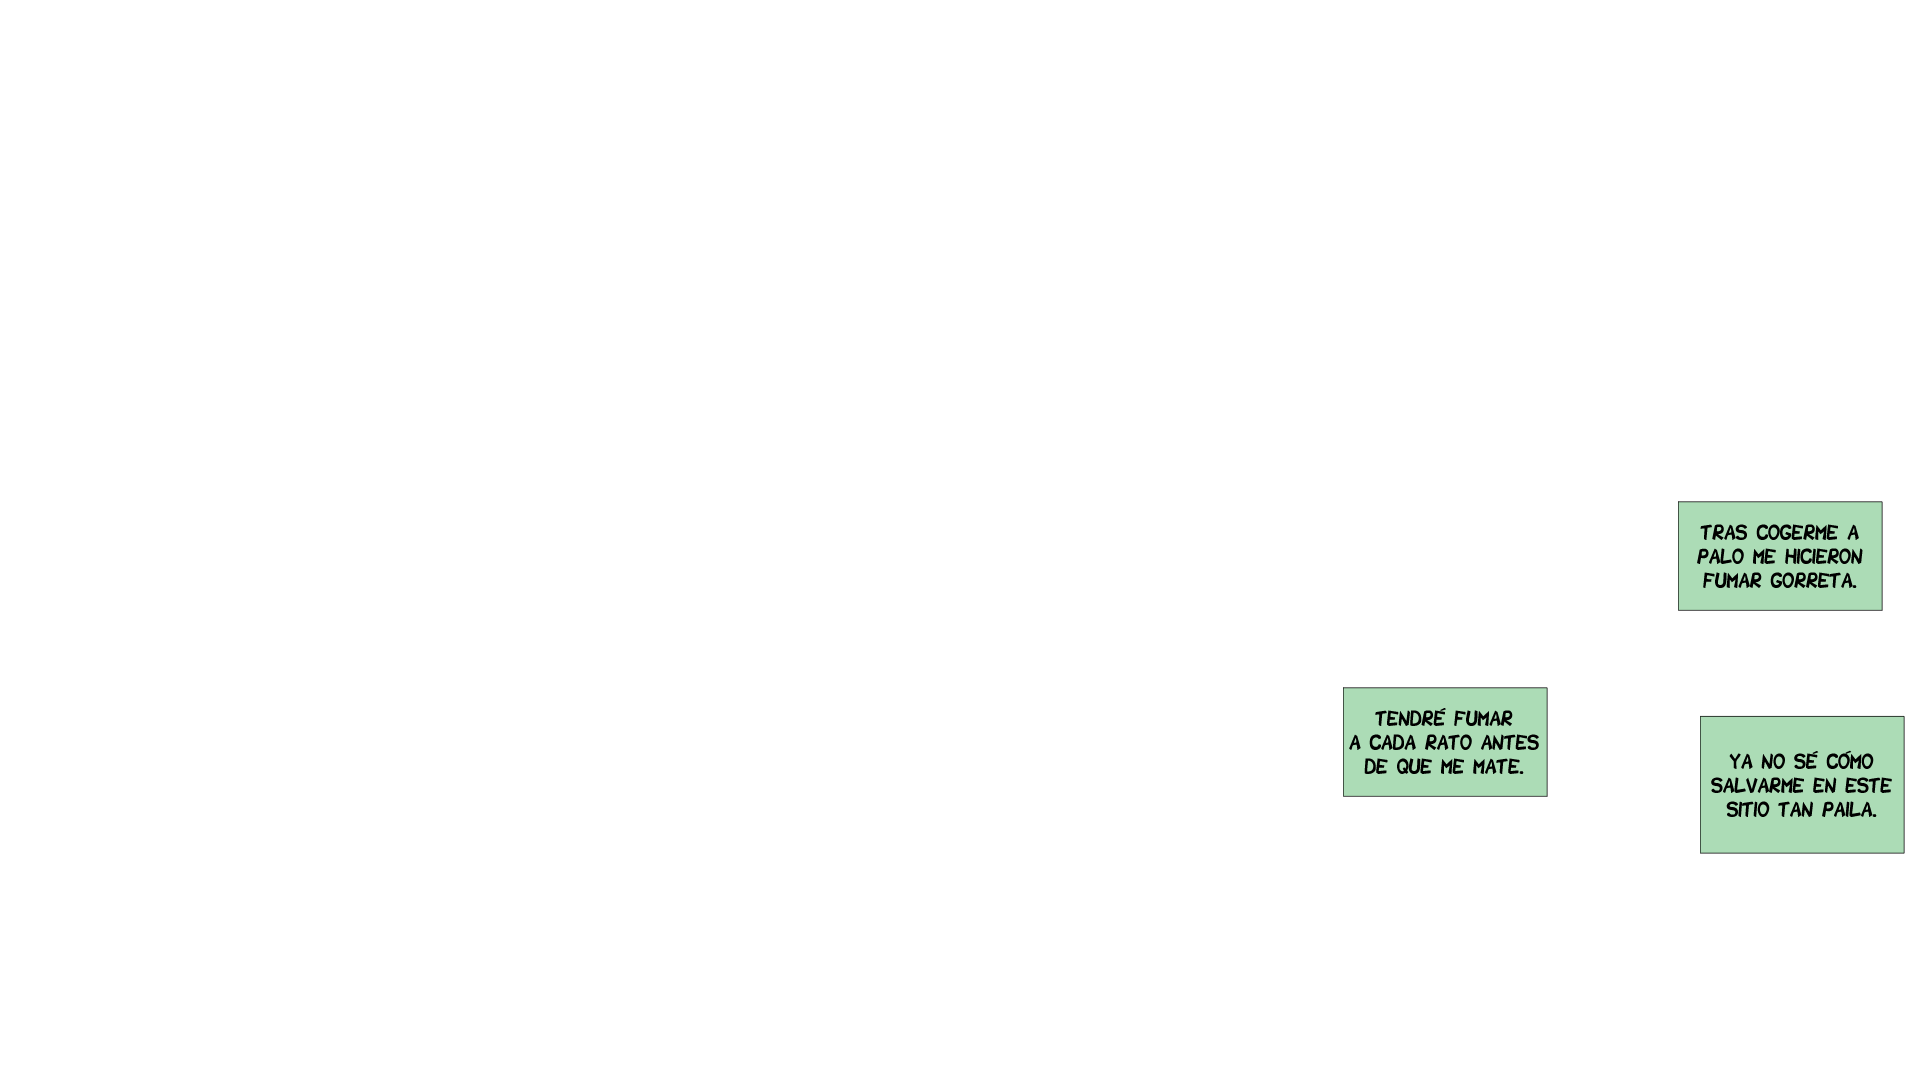 TRAS COGERME A
PALO ME HICIERON
FUMAR GORRETA.
TENDRÉ FUMAR
A CADA RATO ANTES
DE QUE ME MATE.
YA NO SÉ CÓMO
SALVARME EN ESTE
SITIO TAN PAILA.